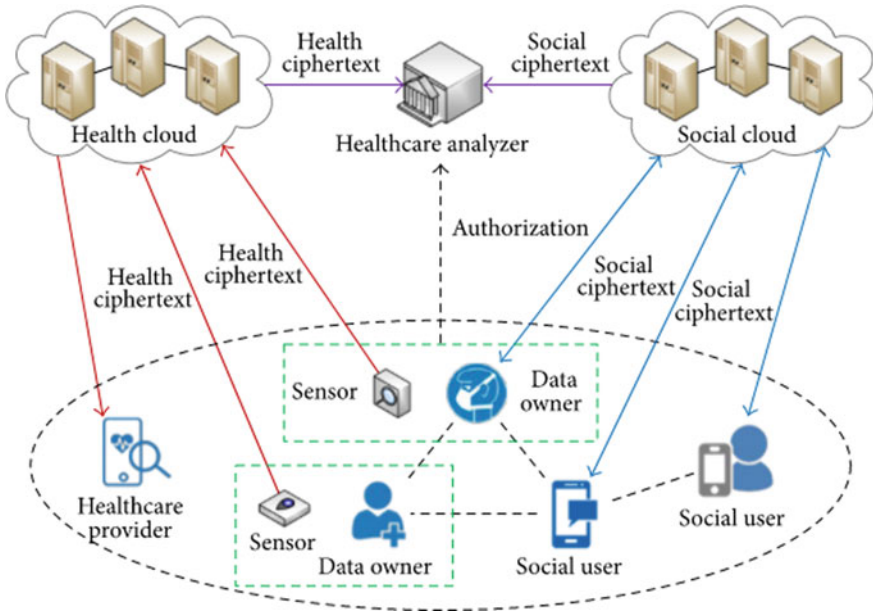 Health
ciphertext
Social
ciphertext
Health cloud
Healthcare analyzer
Social cloud
Authorization
Health
ciphertext
Health
ciphertext
Social
ciphertext
Social
ciphertext
Sensor
Data
owner
Healthcare
provider
Sensor
Data owner
Social user
Social user